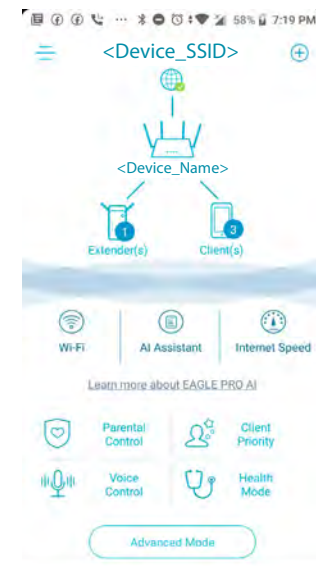 58% 7:19 PM
<Device_SSID>
<Device_Name>
1
3
Extender(s) Client(s)
Wi-Fi AI Assistant Internet Speed
Learn more about EAGLE PRO AI
Parental Control
Client Priority
Voice Control
Health Mode
Advanced Mode